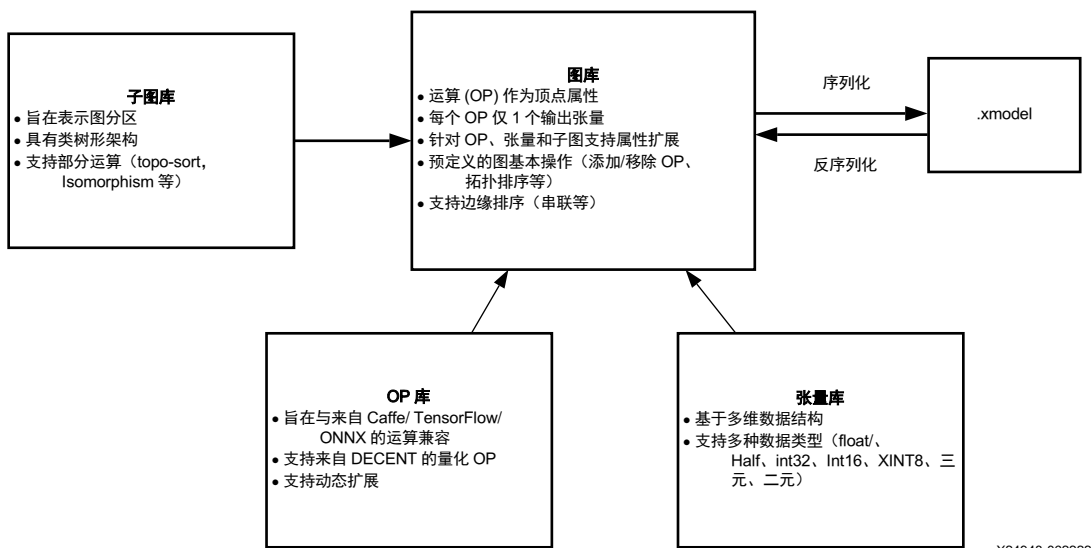 子图库
• 旨在表示图分区
• 具有类树形架构
• 支持部分运算（topo-sort，
Isomorphism 等）
图库
• 运算 (OP) 作为顶点属性
• 每个 OP 仅 1 个输出张量
• 针对 OP、张量和子图支持属性扩展
• 预定义的图基本操作（添加/移除 OP、
拓扑排序等）
• 支持边缘排序（串联等）
序列化
反序列化
.xmodel
OP 库
• 旨在与来自 Caffe/ TensorFlow/
ONNX 的运算兼容
• 支持来自 DECENT 的量化 OP
• 支持动态扩展
张量库
• 基于多维数据结构
• 支持多种数据类型（float/、
Half、int32、Int16、XINT8、三
元、二元）